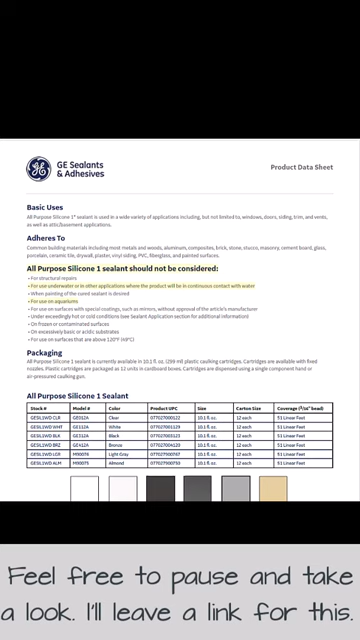 GE Sealants
& Adhesives
Product Data Sheet
Basic Uses
All Purpose Silicone 1® sealant is used in a wide variety of applications including, but not limited to, windows, doors, siding, trim, and vents,
as well as attic/basement applications.
Adheres To
Common building materials including most metals and woods, aluminum, composites, brick, stone, stucco, masonry, cement board, glass,
porcelain, ceramic tile, drywall, plaster, vinyl siding, PVC, fiberglass, and painted surfaces.
All Purpose Silicone 1 sealant should not be considered:
• For structural repairs
• For use underwater or in other applications where the product will be in continuous contact with water
• When painting of the cured sealant is desired
• For use on aquariums
• For use on surfaces with special coatings, such as mirrors, without approval of the article's manufacturer
• Under exceedingly hot or cold conditions (see Sealant Application section for additional information)
• On frozen or contaminated surfaces
• On excessively basic or acidic substrates
• For use on surfaces that are above 120°F (49°C)
Packaging
All Purpose Silicone 1 sealant is currently available in 10.1 fl. oz. (299 ml) plastic caulking cartridges. Cartridges are available with fixed
nozzles. Plastic cartridges are packaged as 12 units in cardboard boxes. Cartridges are dispensed using a single component hand or
air-powered caulking gun.
All Purpose Silicone 1 Sealant
Stock # Model # Color Product UPC Size Carton Size Coverage (3/16" bead)
Clear 10.1 fl. oz. 12 each 53 Linear Feet
White 10.1 fl. oz. 12 each 53 Linear Feet
Black 10.1 fl. oz. 12 each 53 Linear Feet
Bronze 10.1 fl. oz. 12 each 53 Linear Feet
Light Gray 10.1 fl. oz. 12 each 53 Linear Feet
Almond 10.1 fl. oz. 12 each 53 Linear Feet
Feel free to pause and take
a look. I'll leave a link for this.